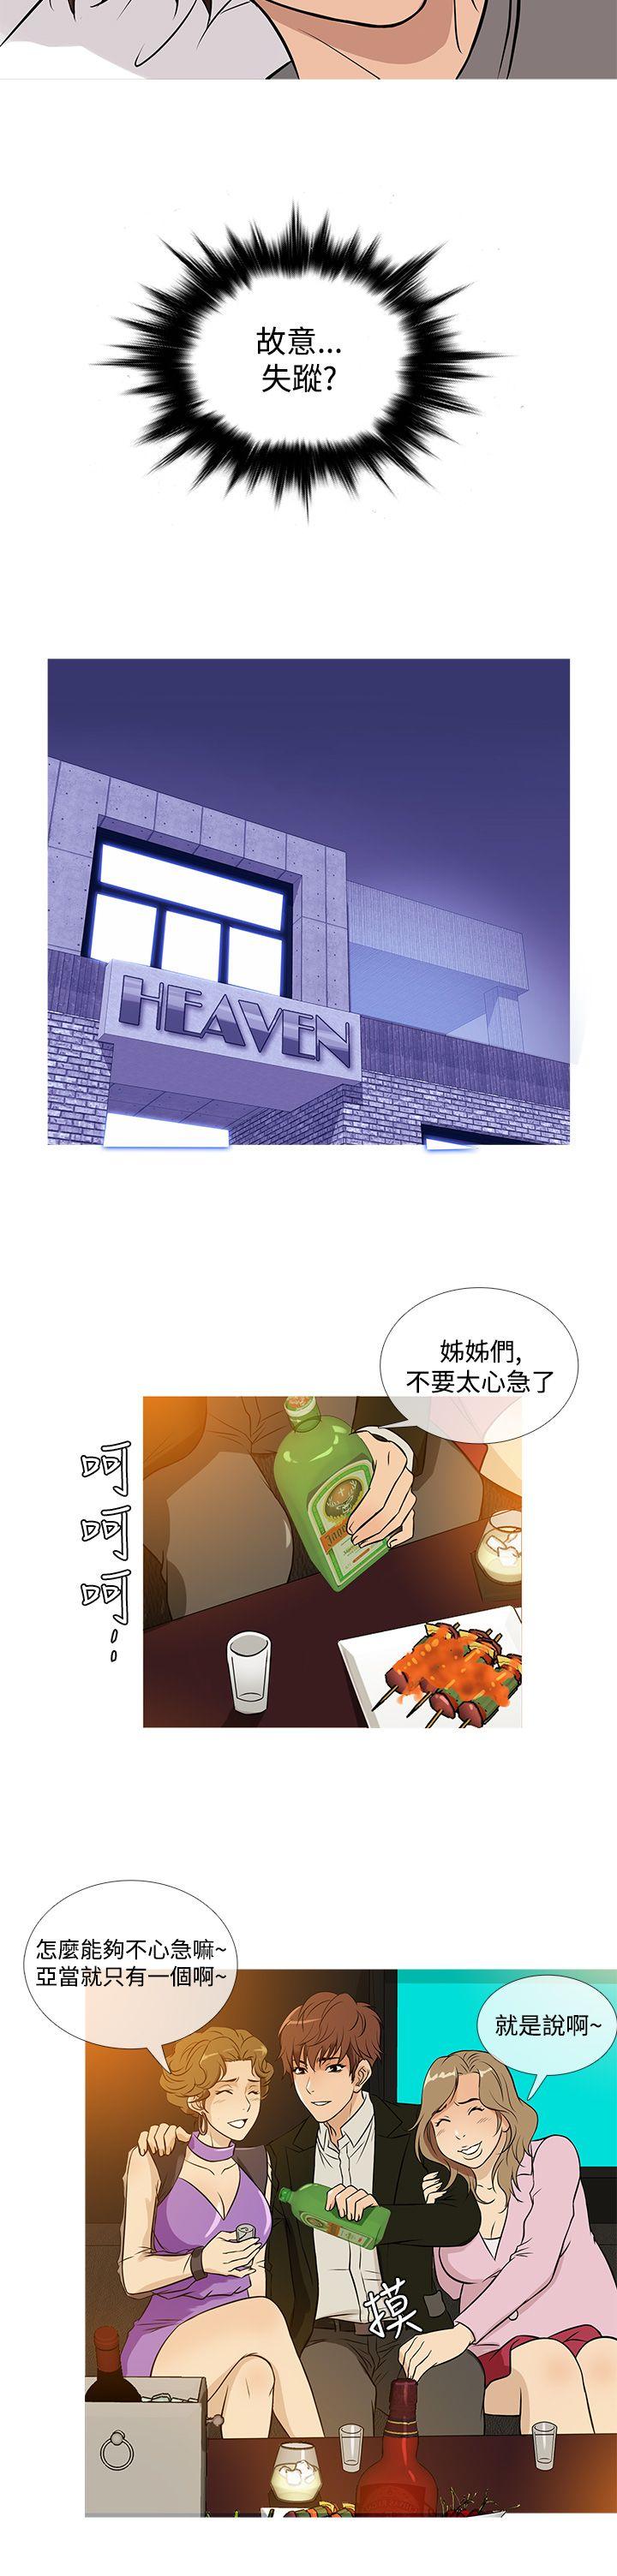 故意...
失蹤?
HEAVEN
姊姊們,
不要太心急了
呵
呵
呵..
怎麼能夠不心急嘛~
亞當就只有一個啊~
就是說啊~
摸